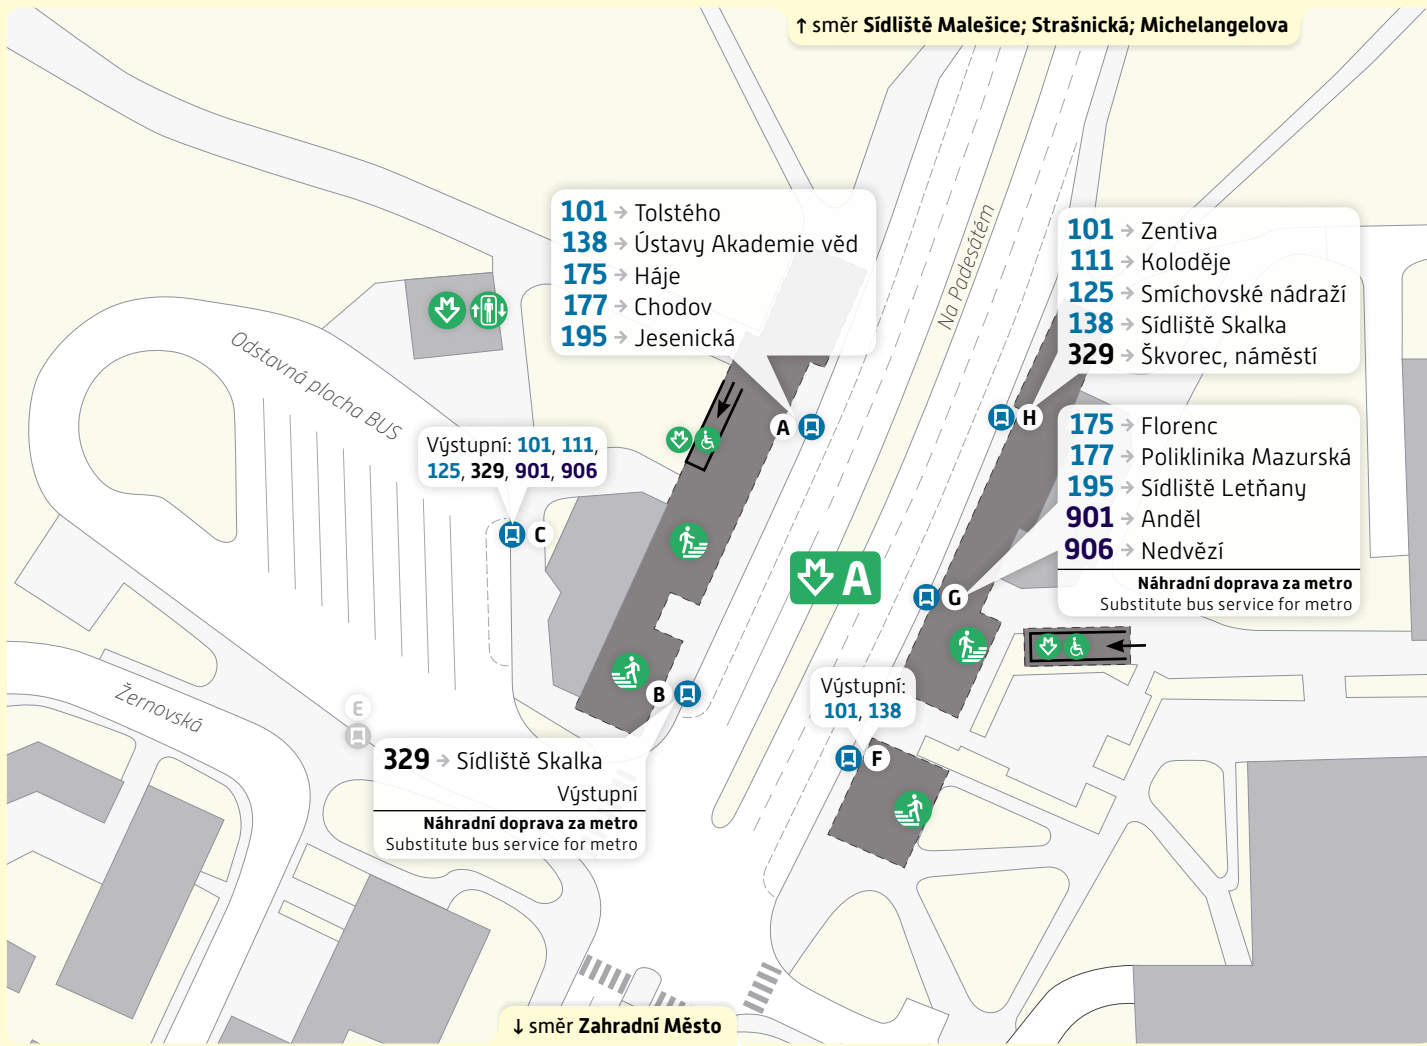 ↑ směr Sídliště Malešice; Strašnická; Michelangelova
101 → Tolstého
138 → Ústavy Akademie věd
175 → Háje
177 → Chodov
195 → Jesenická
Na Padesátém
101 → Zentiva
111 → Koloděje
125 → Smíchovské nádraží
138 → Sídliště Skalka
329 → Škvorec, náměstí
Odstavná plocha BUS
A
H
175 → Florenc
177 → Poliklinika Mazurská
195 → Sídliště Letňany
901 → Anděl
906 → Nedvězí
Náhradní doprava za metro
Substitute bus service for metro
Výstupní: 101, 111,
125, 329, 901, 906
C
A
G
B
Výstupní:
101, 138
F
Žernovská
E
329 → Sídliště Skalka
Výstupní
Náhradní doprava za metro
Substitute bus service for metro
↓ směr Zahradní Město